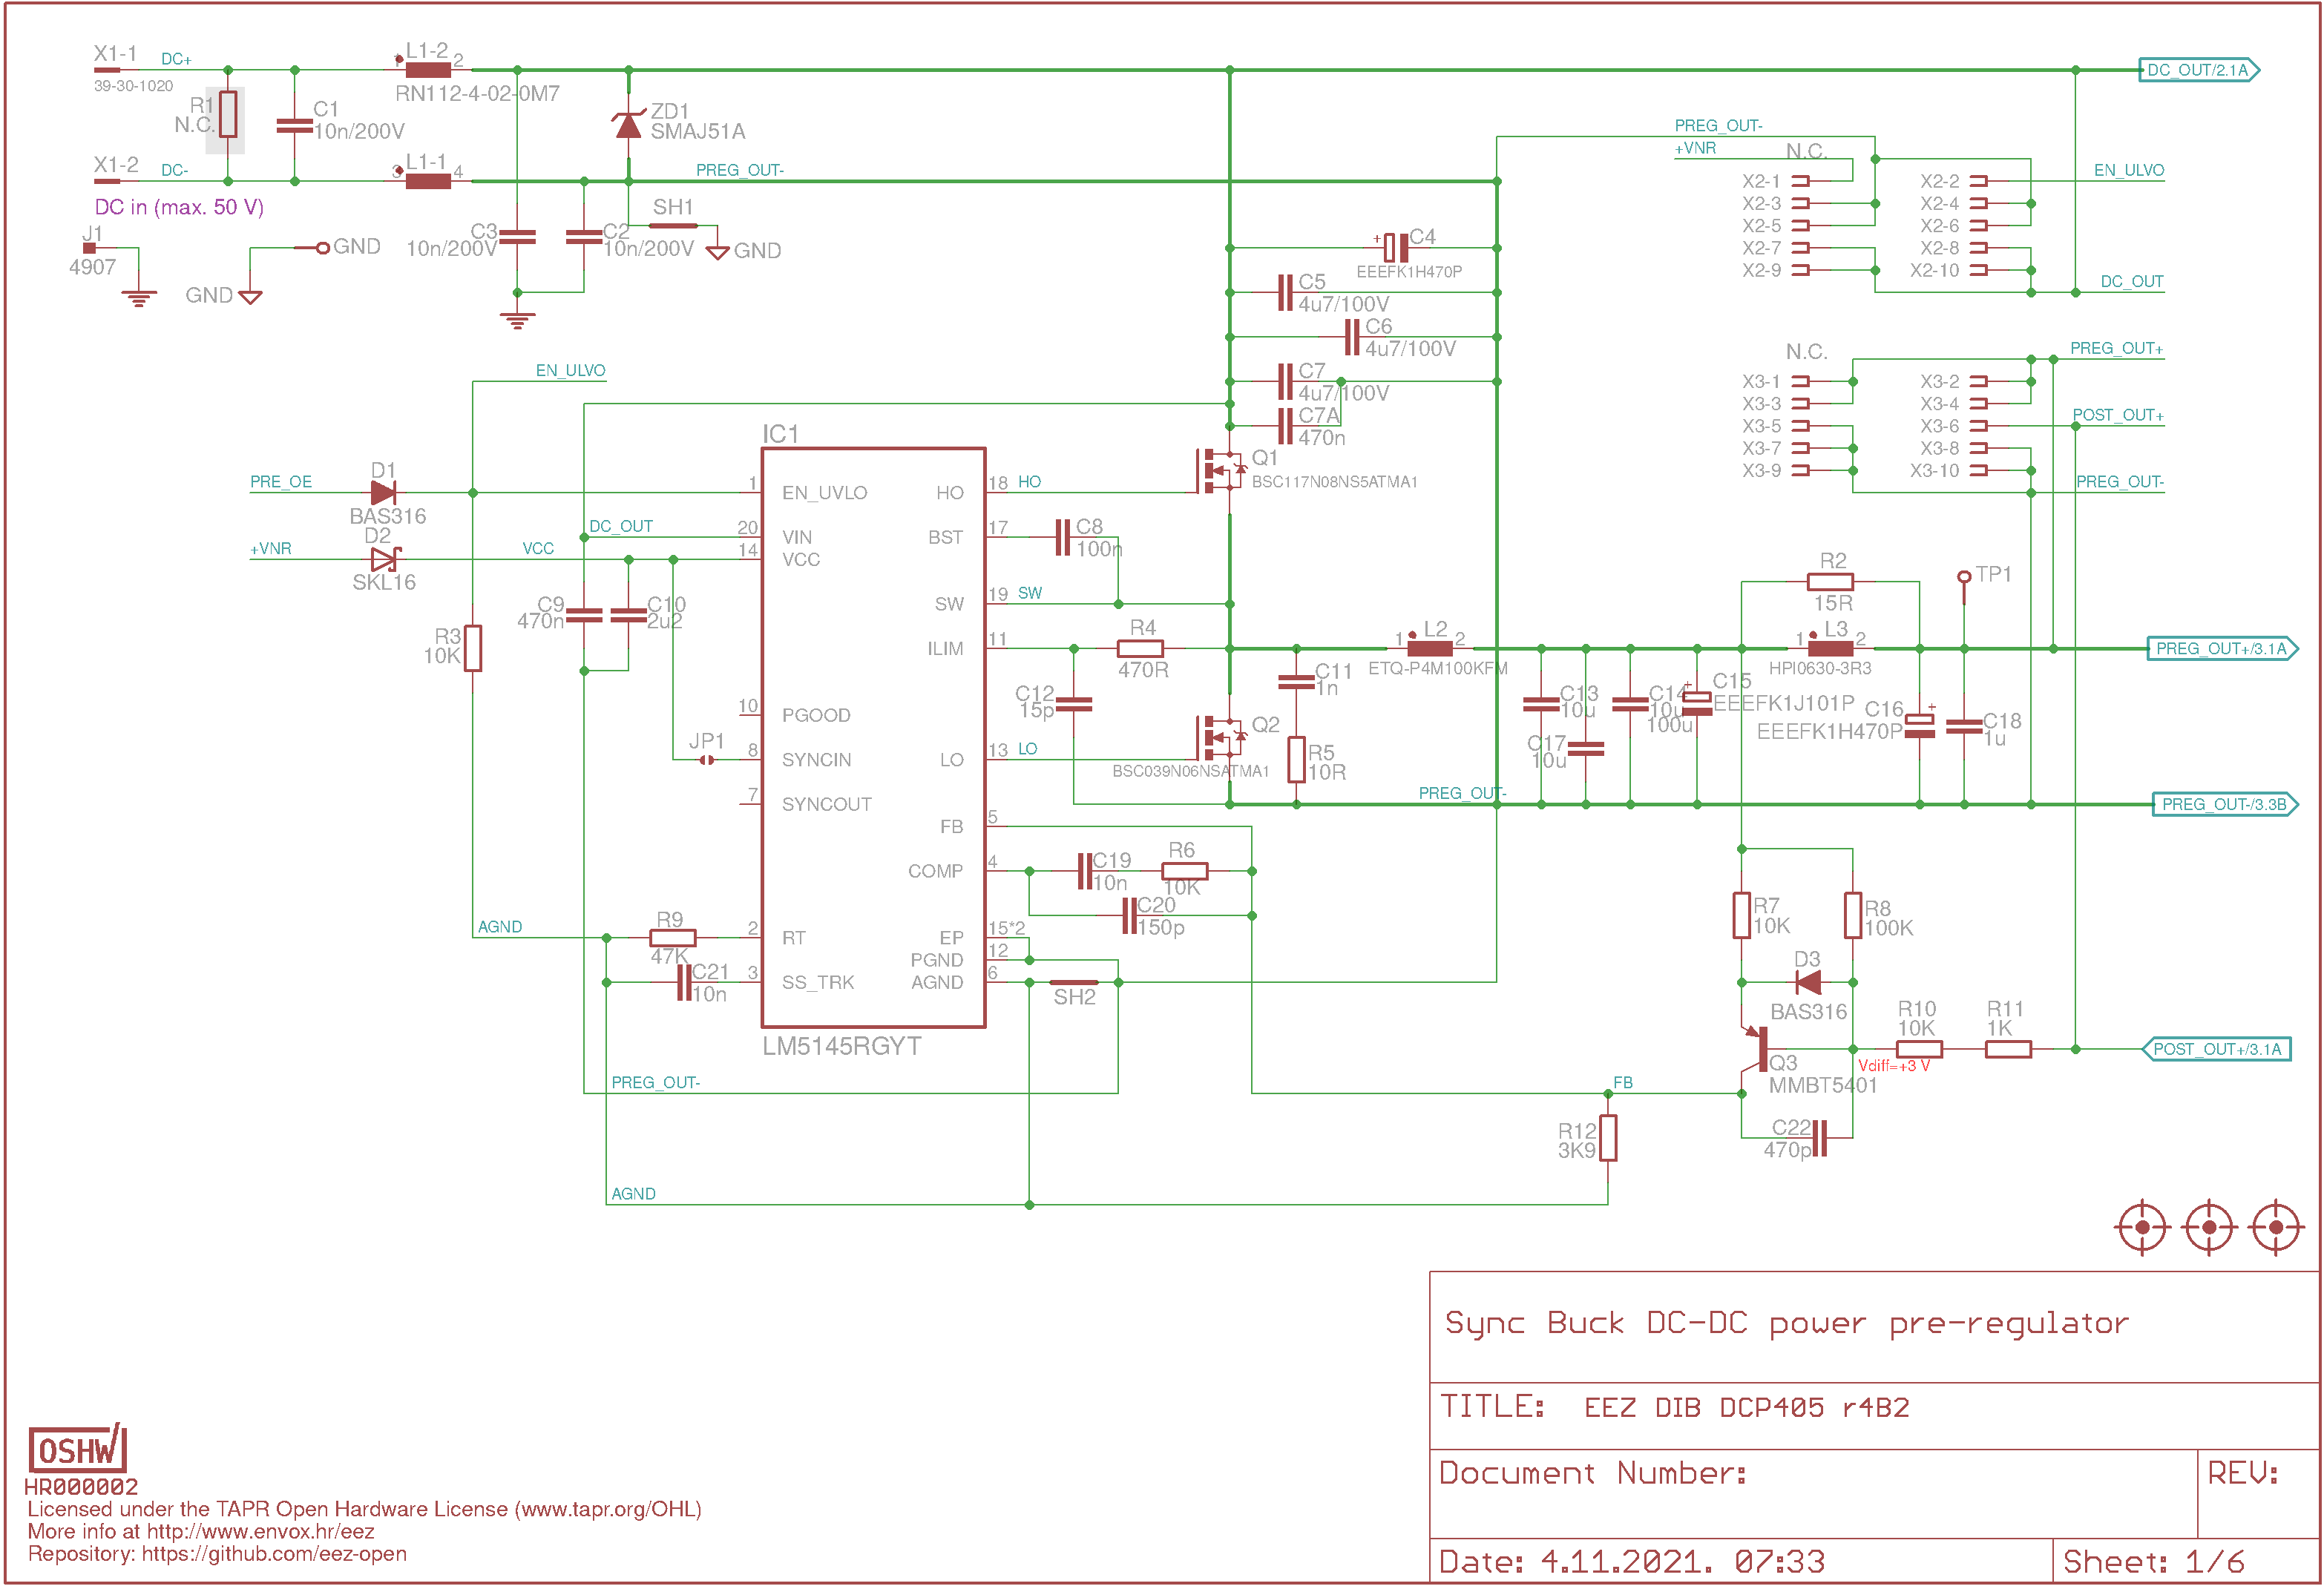 X1-1
DC+
39-30-1020
R1
N.C.
C1
10n/200V
1
L1-2
2
RN112-4-02-0M7
ZD1
SMAJ51A
DC_OUT/2.1A
X1-2
DC-
3
L1-1
4
PREG_OUT-
DC in (max. 50 V)
J1
4907
GND
GND
C3
10n/200V
C2
10n/200V
SH1
GND
+
C4
EEEFK1H470P
C5
4u7/100V
C6
4u7/100V
C7
4u7/100V
C7A
470n
PREG_OUT-
+VNR
N.C.
X2-1
X2-2
EN_ULVO
X2-3
X2-4
X2-5
X2-6
X2-7
X2-8
X2-9
X2-10
DC_OUT
N.C.
PREG_OUT+
X3-1
X3-2
X3-3
X3-4
POST_OUT+
X3-5
X3-6
X3-7
X3-8
X3-9
X3-10
PREG_OUT-
EN_ULVO
PRE_OE
D1
BAS316
D2
+VNR
VCC
SKL16
DC_OUT
C9
470n
C10
2u2
R3
10K
JP1
IC1
1
EN_UVLO
20
VIN
14
VCC
10
PGOOD
8
SYNCIN
7
SYNCOUT
2
RT
3
SS_TRK
HO
18
HO
BST
17
SW
19
SW
ILIM
11
LO
13
LO
FB
5
COMP
4
EP
15*2
PGND
12
AGND
6
LM5145RGYT
Q1
BSC117N08NS5ATMA1
C8
100n
R4
470R
C12
15p
Q2
BSC039N06NSATMA1
C11
1n
R5
10R
1
L2
2
ETQ-P4M100KFM
R2
15R
TP1
1
L3
2
HPI0630-3R3
PREG_OUT+/3.1A
C13
10u
C17
10u
C14
10u
+
C15
100u
EEEFK1J101P
C16
+
EEEFK1H470P
C18
1u
PREG_OUT-
PREG_OUT-/3.3B
C19
10n
R6
10K
C20
150p
AGND
R9
47K
C21
10n
SH2
R7
10K
R8
100K
D3
BAS316
R10
10K
R11
1K
POST_OUT+/3.1A
Vdiff=+3 V
Q3
MMBT5401
PREG_OUT-
FB
R12
3K9
C22
470p
AGND
Sync Buck DC-DC power pre-regulator
TITLE: EEZ DIB DCP405 r4B2
Document Number:
REV:
Date: 4.11.2021. 07:33
Sheet: 1/6
OSHW
HR000002
Licensed under the TAPR Open Hardware License (www.tapr.org/OHL)
More info at http://www.envox.hr/eez
Repository: https://github.com/eez-open